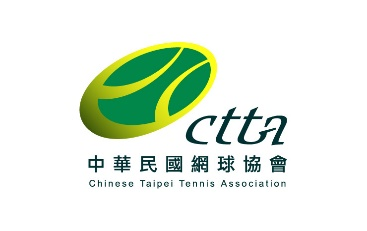 ctta
中華民國網球協會
Chinese Taipei Tennis Association